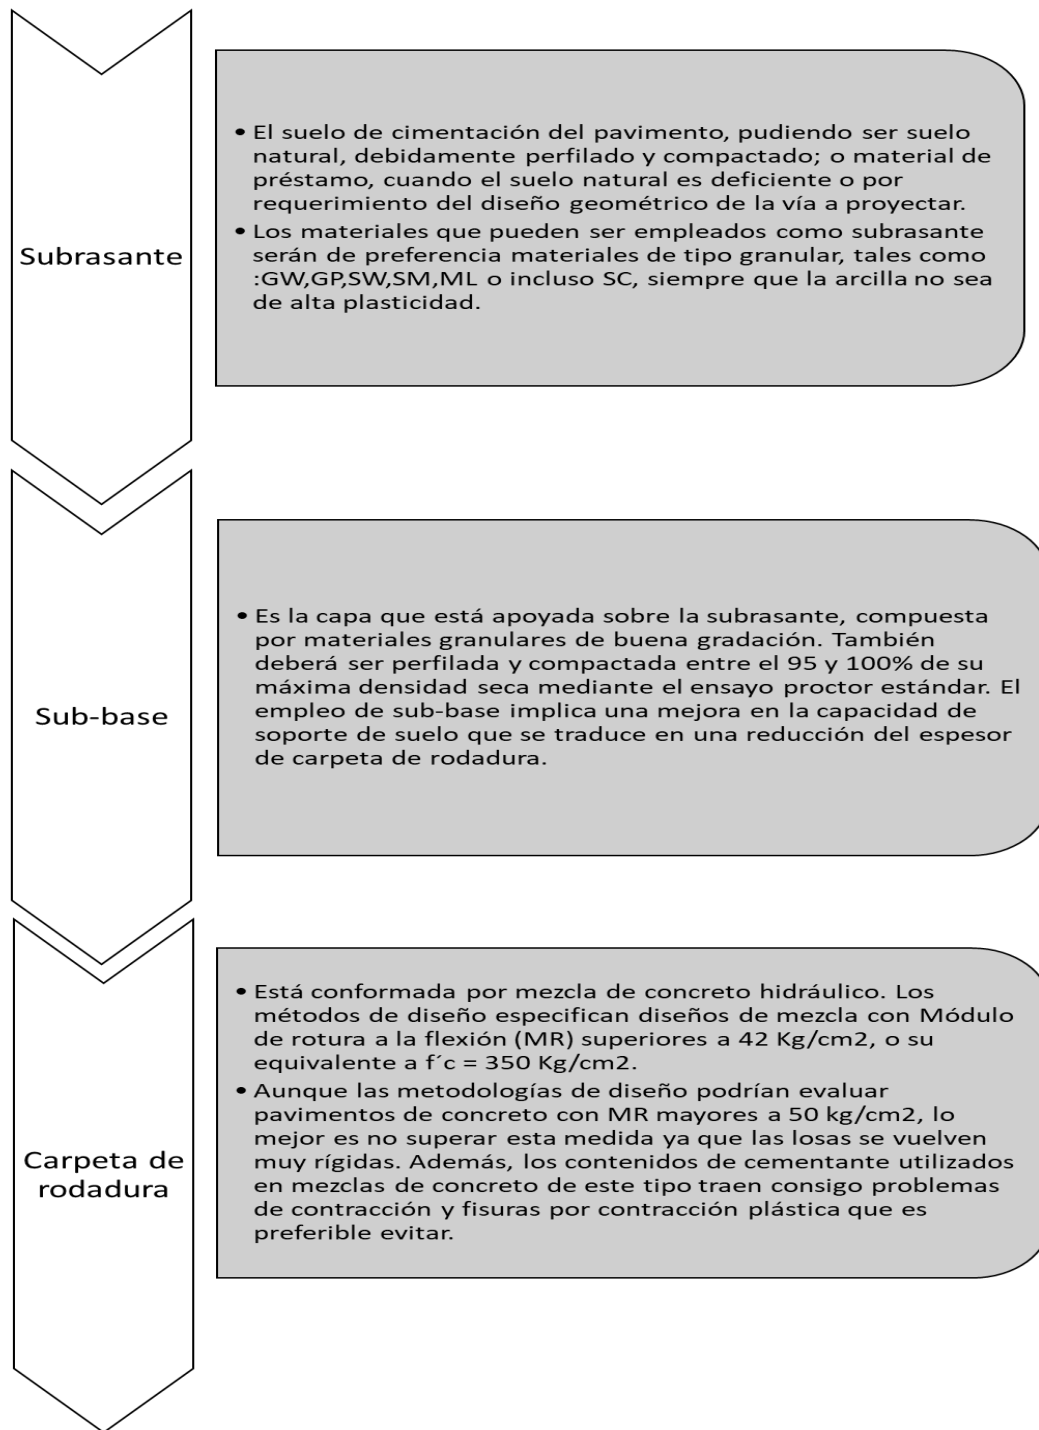 Subrasante
• El suelo de cimentación del pavimento, pudiendo ser suelo
natural, debidamente perfilado y compactado; o material de
préstamo, cuando el suelo natural es deficiente o por
requerimiento del diseño geométrico de la vía a proyectar.
• Los materiales que pueden ser empleados como subrasante
serán de preferencia materiales de tipo granular, tales como
:GW,GP,SW,SM,ML o incluso SC, siempre que la arcilla no sea
de alta plasticidad.
Sub-base
• Es la capa que está apoyada sobre la subrasante, compuesta
por materiales granulares de buena gradación. También
deberá ser perfilada y compactada entre el 95 y 100% de su
máxima densidad seca mediante el ensayo proctor estándar. El
empleo de sub-base implica una mejora en la capacidad de
soporte de suelo que se traduce en una reducción del espesor
de carpeta de rodadura.
Carpeta de
rodadura
• Está conformada por mezcla de concreto hidráulico. Los
métodos de diseño especifican diseños de mezcla con Módulo
de rotura a la flexión (MR) superiores a 42 Kg/cm2, o su
equivalente a f´c = 350 Kg/cm2.
• Aunque las metodologías de diseño podrían evaluar
pavimentos de concreto con MR mayores a 50 kg/cm2, lo
mejor es no superar esta medida ya que las losas se vuelven
muy rígidas. Además, los contenidos de cementante utilizados
en mezclas de concreto de este tipo traen consigo problemas
de contracción y fisuras por contracción plástica que es
preferible evitar.